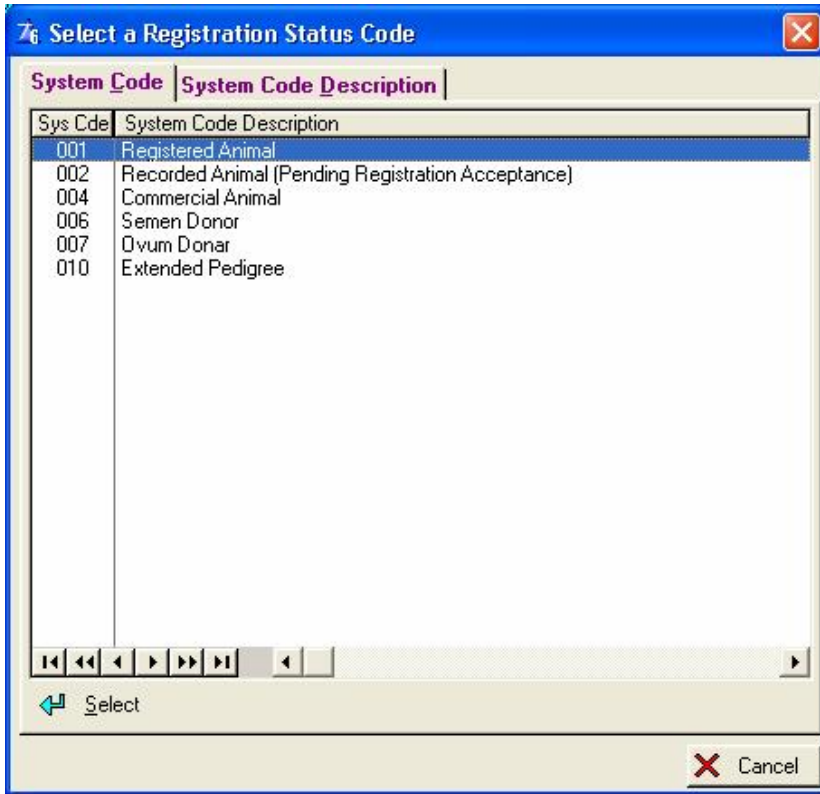 Select a Registration Status Code
System Code System Code Description
Sys Cde System Code Description
001 Registered Animal
002 Recorded Animal (Pending Registration Acceptance)
004 Commercial Animal
006 Semen Donor
007 Ovum Donar
010 Extended Pedigree
Select
Cancel